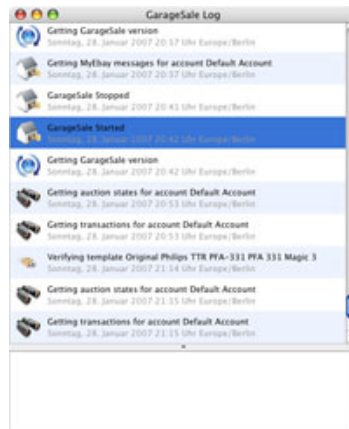 GarageSale Log
Getting GarageSale version
Sonntag, 28. Januar 2007 20:37 Uhr Europe/Berlin
Getting MyEbay messages for account Default Account
Sonntag, 28. Januar 2007 20:37 Uhr Europe/Berlin
GarageSale Stopped
Sonntag, 28. Januar 2007 20:41 Uhr Europe/Berlin
GarageSale Started
Sonntag, 28. Januar 2007 20:42 Uhr Europe/Berlin
Getting GarageSale version
Sonntag, 28. Januar 2007 20:42 Uhr Europe/Berlin
Getting auction states for account Default Account
Sonntag, 28. Januar 2007 20:53 Uhr Europe/Berlin
Getting transactions for account Default Account
Sonntag, 28. Januar 2007 20:53 Uhr Europe/Berlin
Verifying template Original Philips TTR PFA-331 PFA 331 Magic 3
Sonntag, 28. Januar 2007 21:14 Uhr Europe/Berlin
Getting auction states for account Default Account
Sonntag, 28. Januar 2007 21:15 Uhr Europe/Berlin
Getting transactions for account Default Account
Sonntag, 28. Januar 2007 21:15 Uhr Europe/Berlin